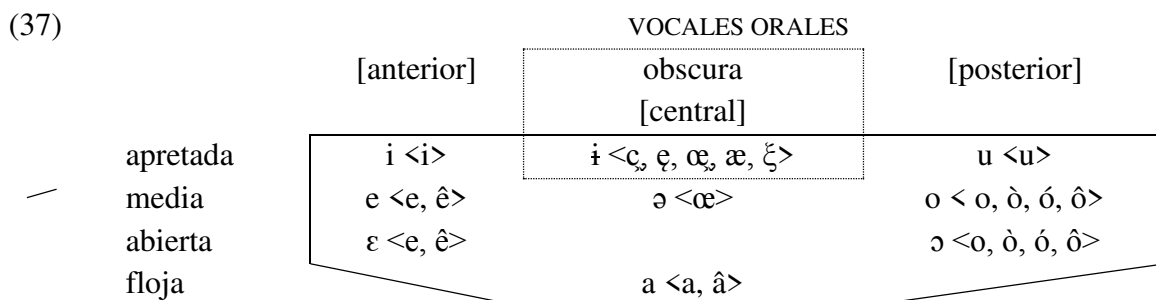 (37) VOCALES ORALES
[anterior] obscura [posterior]
[central]
apretada i <i> ɨ <ç, ę, œ̨, æ, ξ> u <u>
media e <e, ê> ə <œ> o < o, ò, ó, ô>
abierta ɛ <e, ê> ɔ <o, ò, ó, ô>
floja a <a, â>